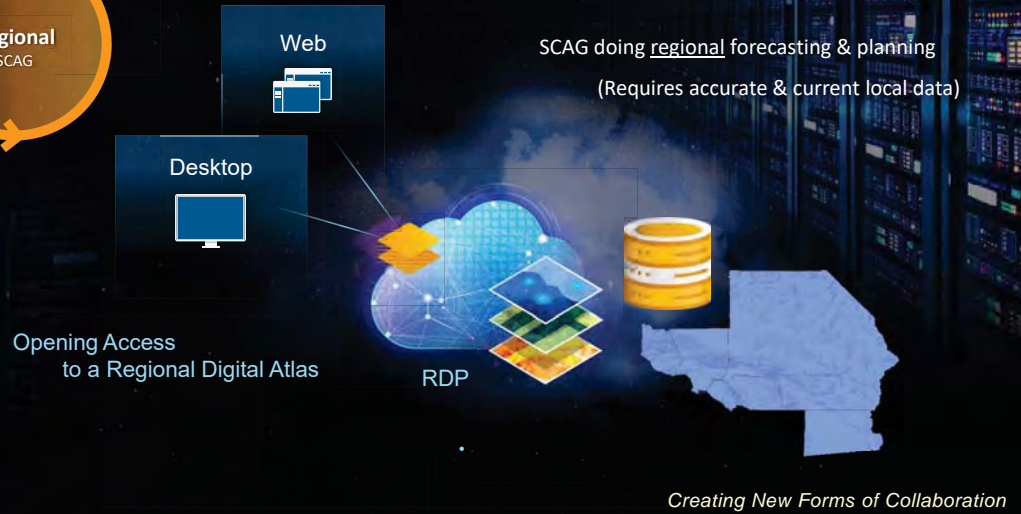 SCAG
Web
SCAG doing regional forecasting & planning
(Requires accurate & current local data)
Desktop
Opening Access
to a Regional Digital Atlas
RDP
Creating New Forms of Collaboration